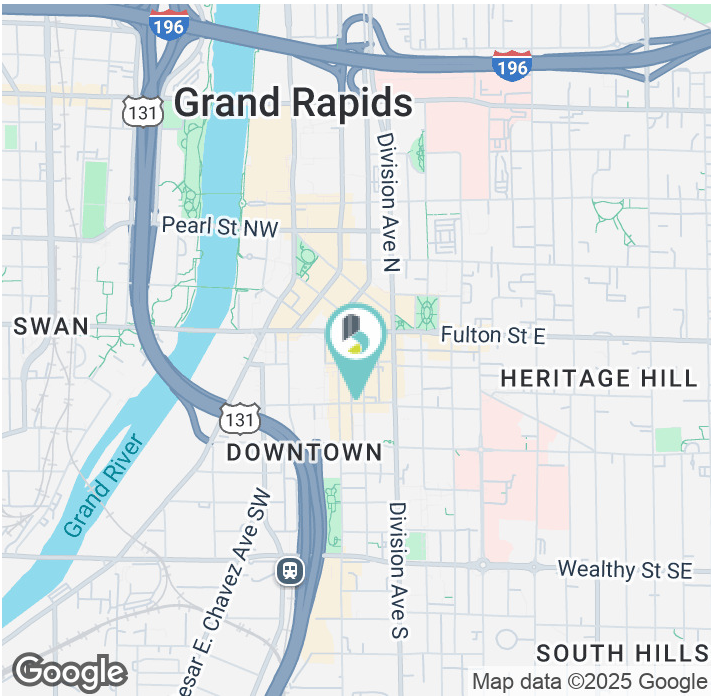 196
196
131
Grand Rapids
Division Ave N
Pearl St NW
SWAN
Fulton St E
HERITAGE HILL
131
DOWNTOWN
Grand River
esar E. Chavez Ave SW
Division Ave S
Wealthy St SE
SOUTH HILLS
Google
Map data ©2025 Google